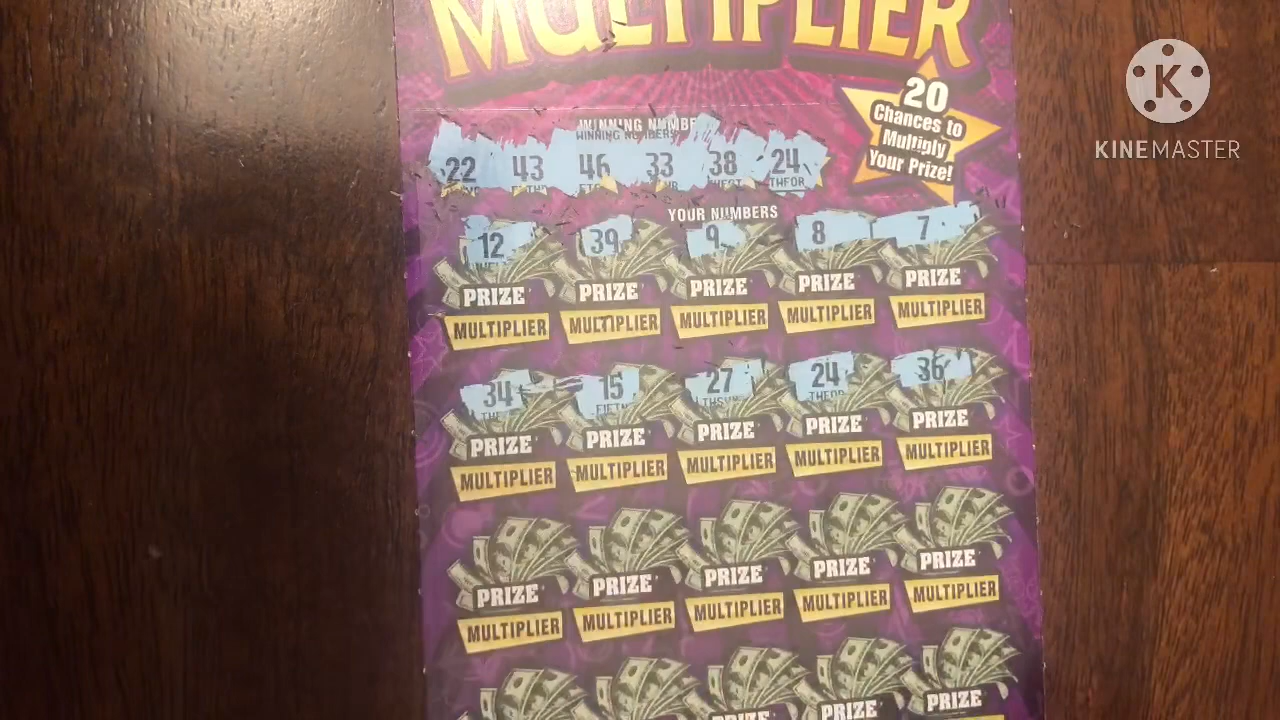 MULTIPLIER
20
Chances to
Multiply
Your Prize!
WINNING NUMBERS
22 43 46 33 38 24
THFOR
YOUR NUMBERS
12 39 9 8 7
PRIZE PRIZE PRIZE PRIZE PRIZE
MULTIPLIER MULTIPLIER MULTIPLIER MULTIPLIER MULTIPLIER
34 15 27 24 36
PRIZE PRIZE PRIZE PRIZE PRIZE
MULTIPLIER MULTIPLIER MULTIPLIER MULTIPLIER MULTIPLIER
PRIZE PRIZE PRIZE PRIZE PRIZE
MULTIPLIER MULTIPLIER MULTIPLIER MULTIPLIER MULTIPLIER
PRIZE PRIZE PRIZE
K
KINEMASTER